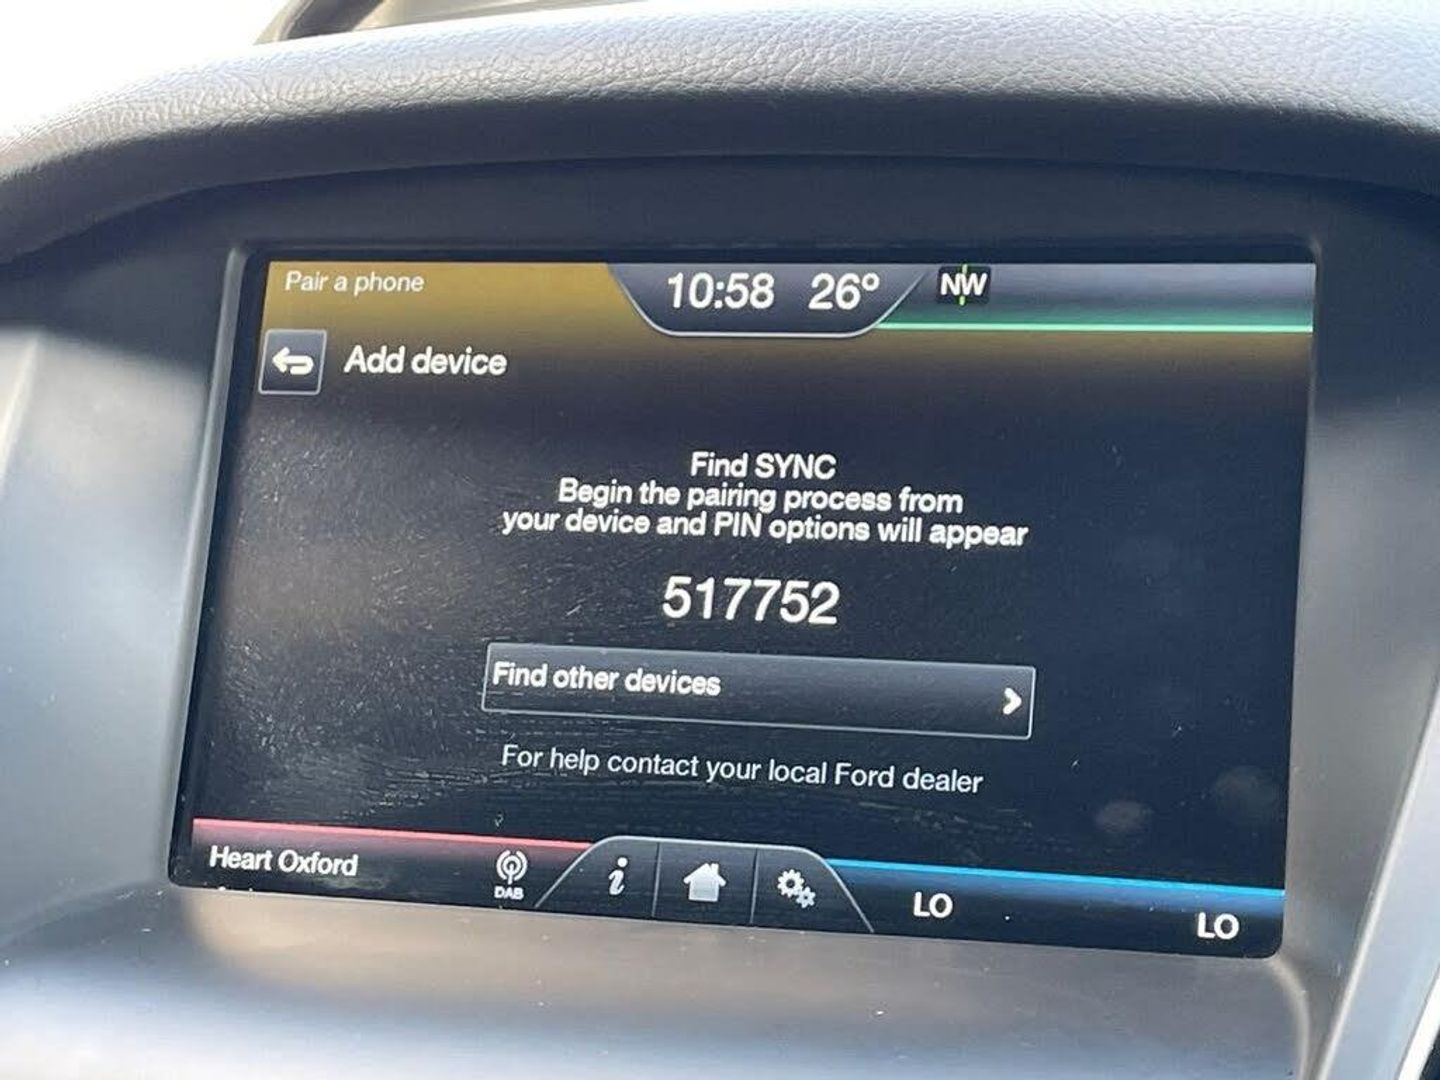 Pair a phone
10:58 26° NW
Add device
Find SYNC
Begin the pairing process from
your device and PIN options will appear
517752
Find other devices
For help contact your local Ford dealer
Heart Oxford
DAB
LO
LO